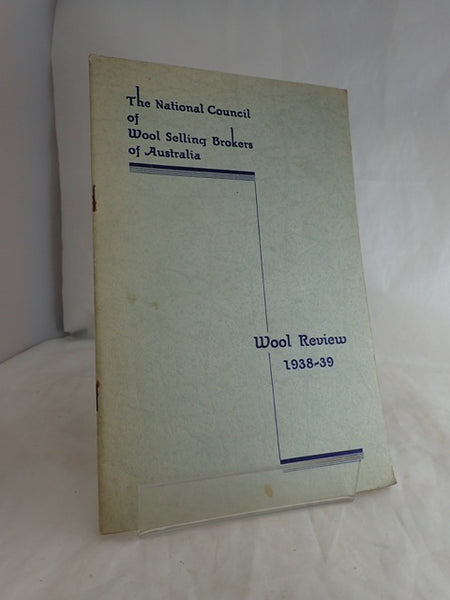 The National Council
of
Wool Selling Brokers
of Australia
Wool Review
1938-39